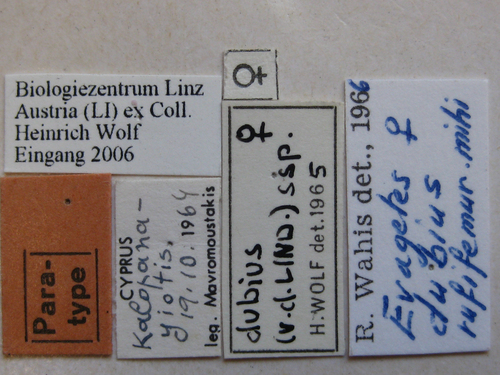 Biologiezentrum Linz
Austria (LI) ex Coll.
Heinrich Wolf
Eingang 2006
♀
Para-
type
CYPRUS
Kalopana-
yiotis.
19.10.1964
leg. Mavromoustakis
♀
dubius
(v.d.LIND.) ssp.
H.WOLF det.1965
R. Wahis det., 1966
Evagetes ♀
dubius
rufifemur. mihi